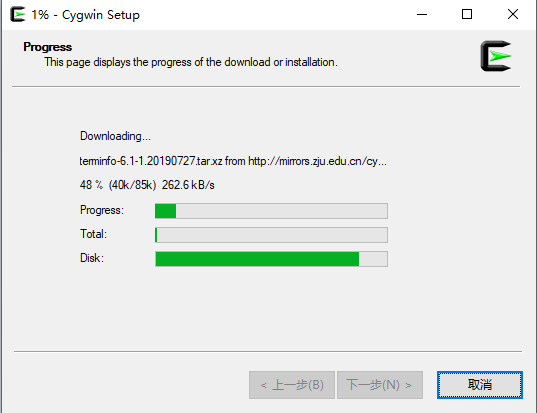 1% - Cygwin Setup
Progress
This page displays the progress of the download or installation.
Downloading...
terminfo-6.1-1.20190727.tar.xz from http://mirrors.zju.edu.cn/cy...
48 % (40k/85k) 262.6 kB/s
Progress:
Total:
Disk:
< 上一步(B) 下一步(N) > 取消